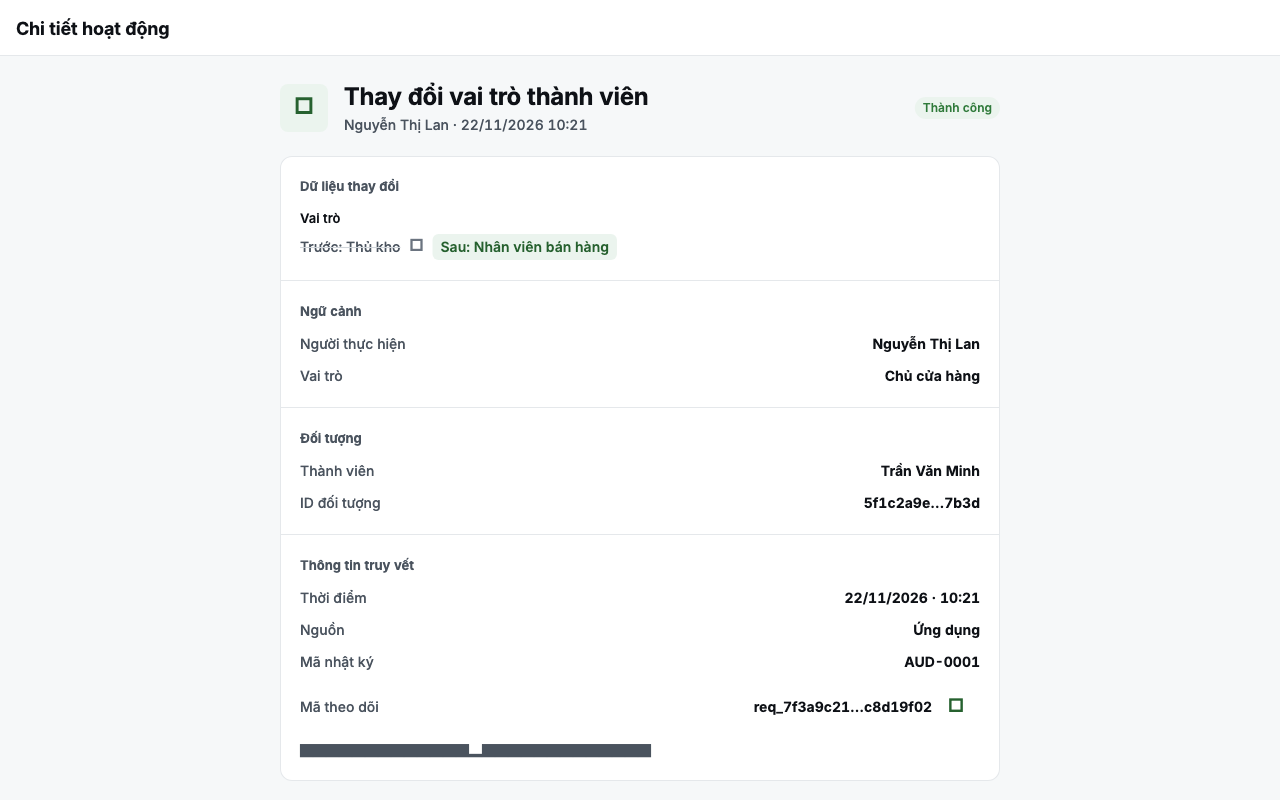 Chi tiết hoạt động
Thay đổi vai trò thành viên
Nguyễn Thị Lan · 22/11/2026 10:21
Thành công
Dữ liệu thay đổi
Vai trò
Trước: Thủ kho Sau: Nhân viên bán hàng
Ngữ cảnh
Người thực hiện Nguyễn Thị Lan
Vai trò Chủ cửa hàng
Đối tượng
Thành viên Trần Văn Minh
ID đối tượng 5f1c2a9e...7b3d
Thông tin truy vết
Thời điểm 22/11/2026 · 10:21
Nguồn Ứng dụng
Mã nhật ký AUD-0001
Mã theo dõi req_7f3a9c21...c8d19f02